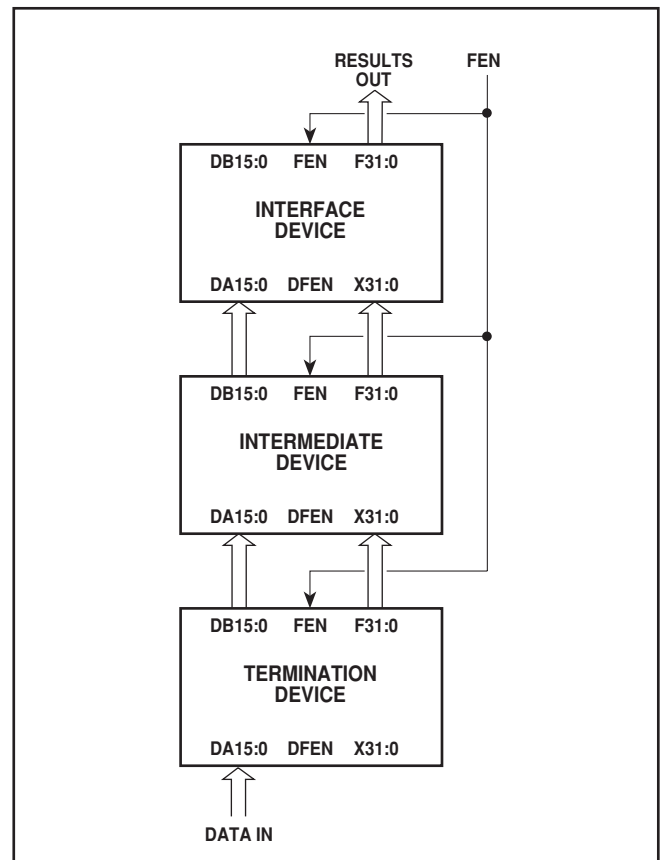 RESULTS
OUT
FEN
DB15:0 FEN F31:0
INTERFACE
DEVICE
DA15:0 DFEN X31:0
DB15:0 FEN F31:0
INTERMEDIATE
DEVICE
DA15:0 DFEN X31:0
DB15:0 FEN F31:0
TERMINATION
DEVICE
DA15:0 DFEN X31:0
DATA IN